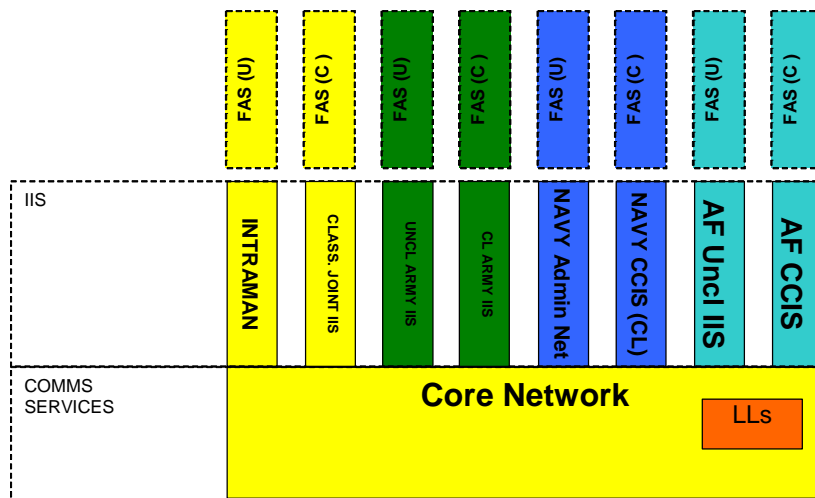 FAS (U)
FAS (C )
FAS (U)
FAS (C )
FAS (U)
FAS (C )
FAS (U)
FAS (C )
IIS
INTRAMAN
CLASS. JOINT IIS
UNCL ARMY IIS
CL ARMY IIS
NAVY Admin Net
NAVY CCIS (CL)
AF Uncl IIS
AF CCIS
COMMS
SERVICES
Core Network
LLs